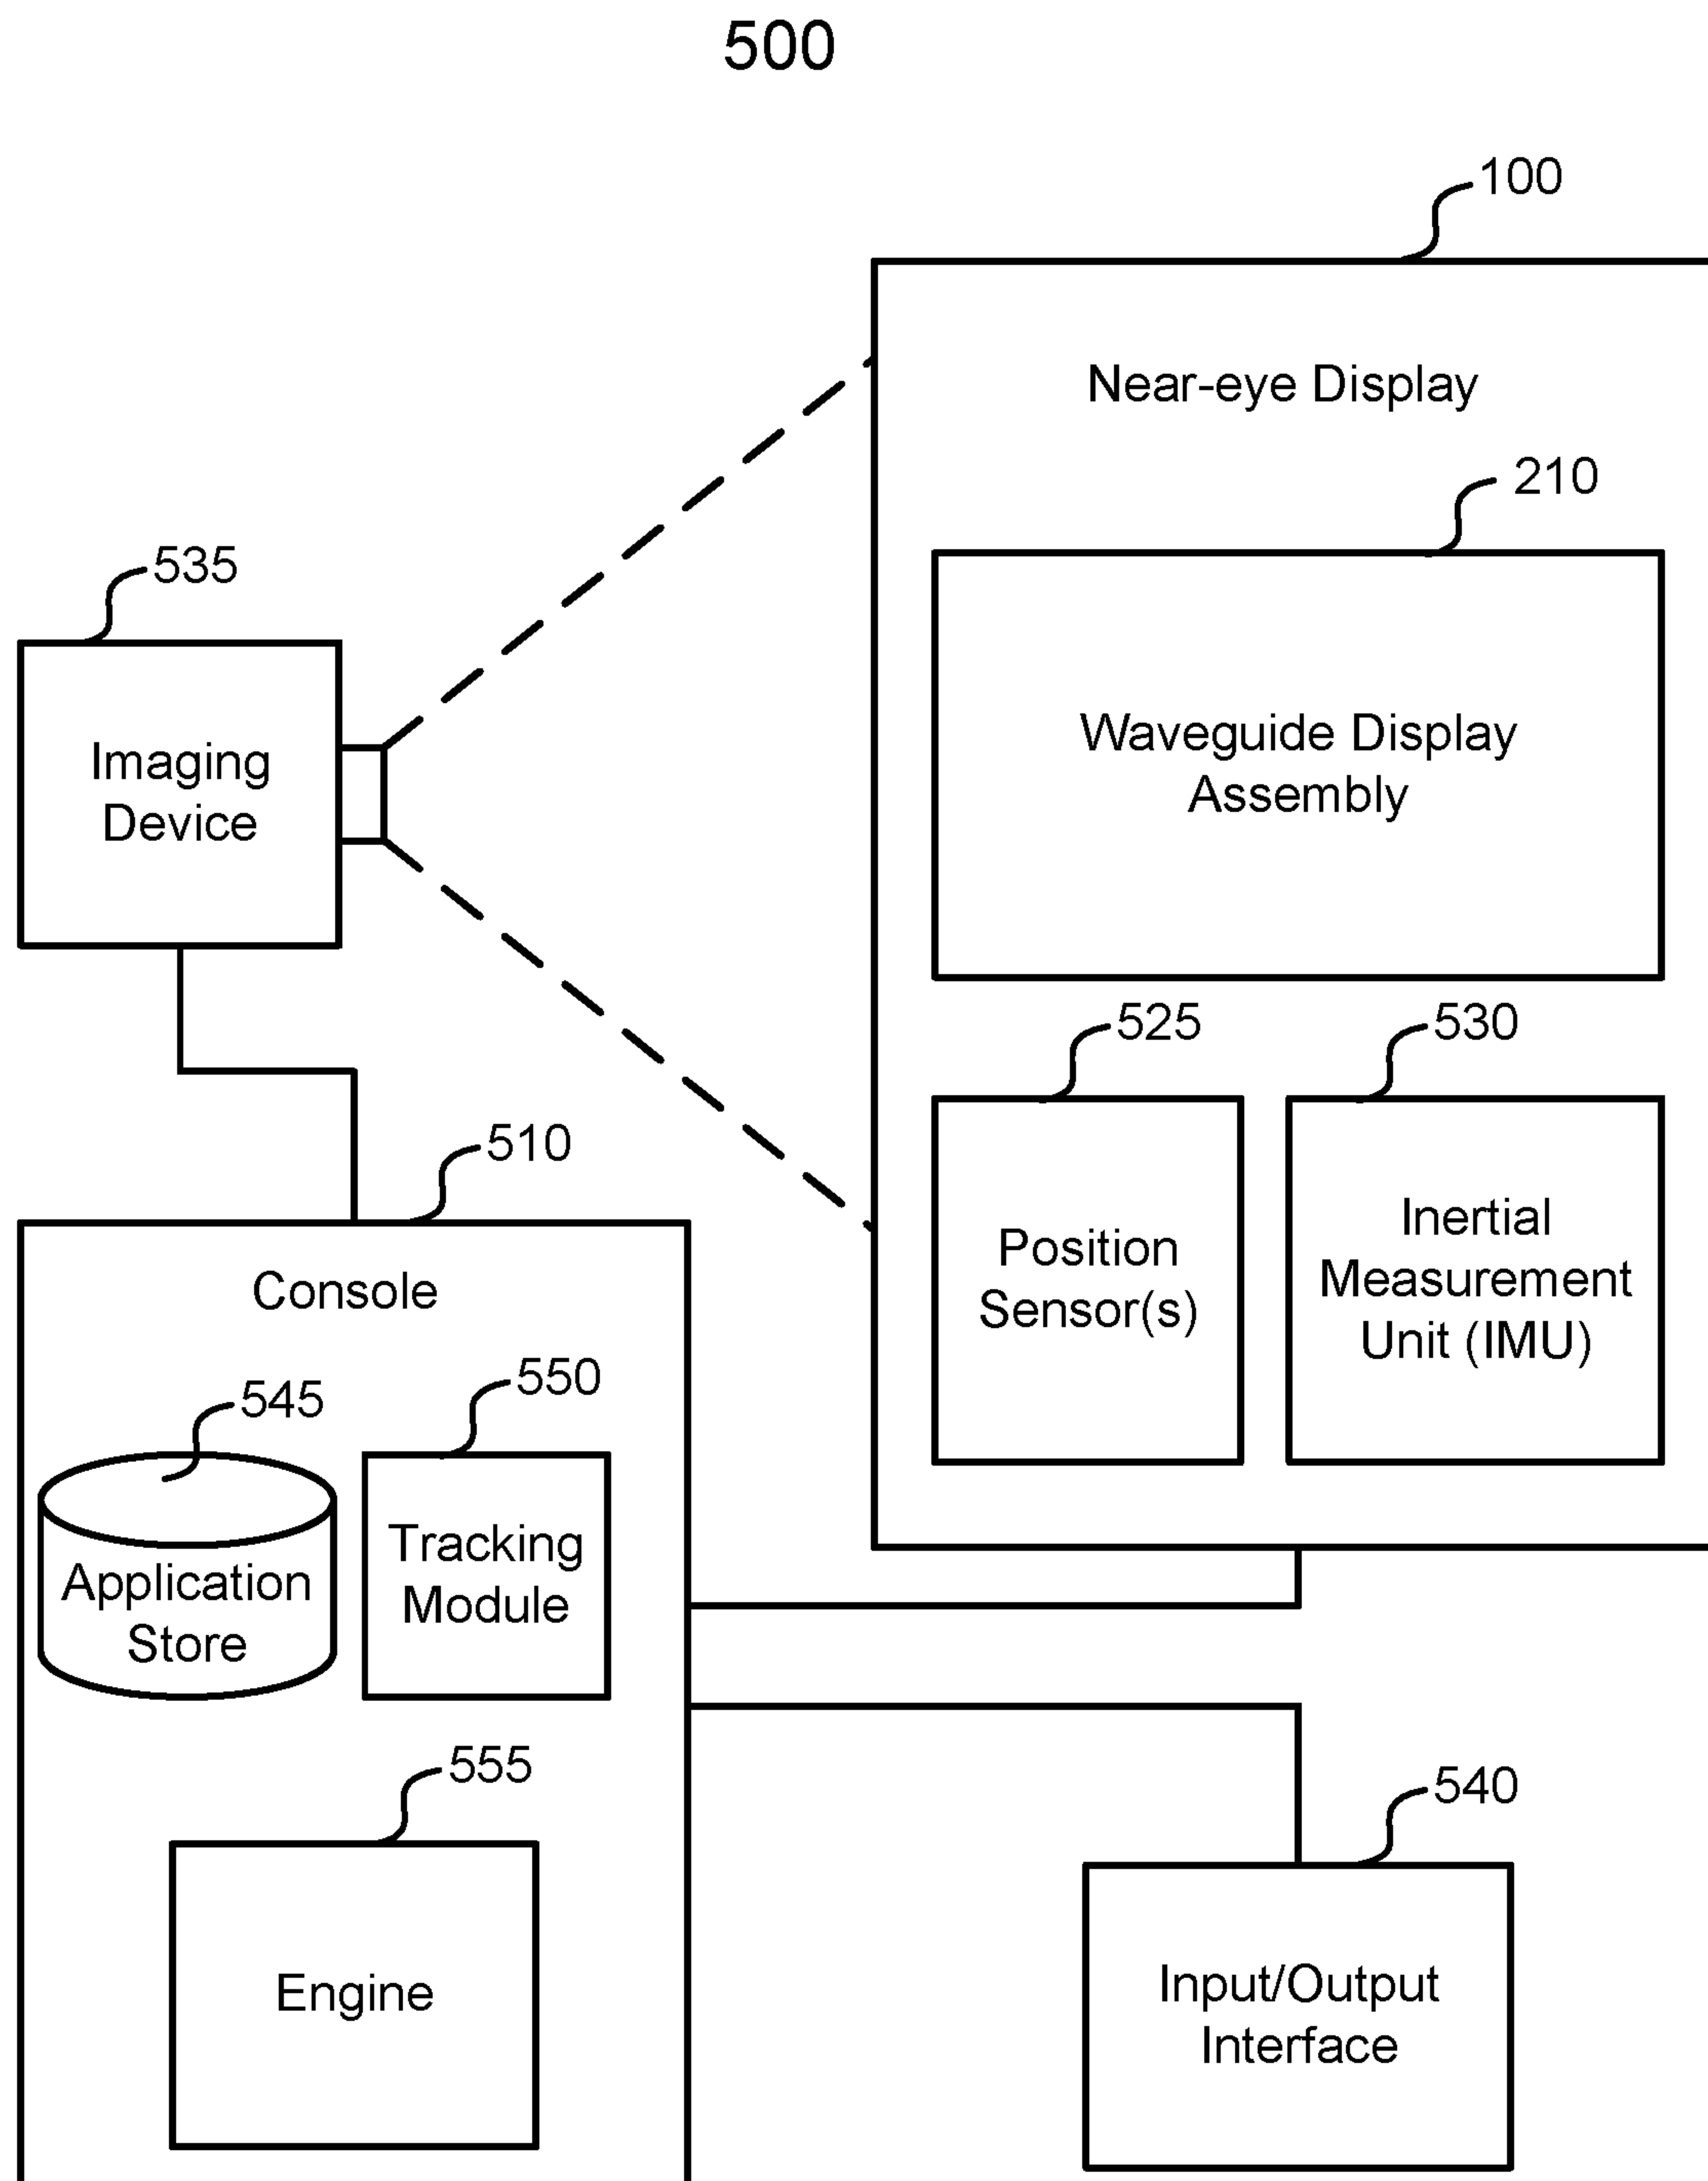 500
100
Near-eye Display
210
Waveguide Display
Assembly
535
Imaging
Device
525
530
Position
Sensor(s)
Inertial
Measurement
Unit (IMU)
510
Console
545
550
Application
Store
Tracking
Module
555
Engine
540
Input/Output
Interface